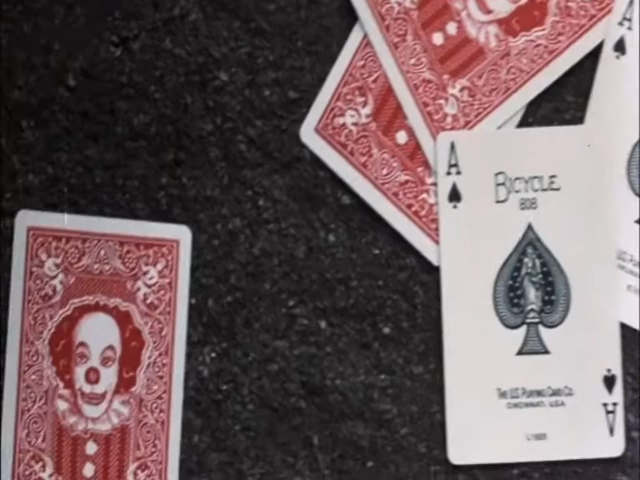 A
BICYCLE
808
THE U.S. PLAYING CARD CO.
CINCINNATI, U.S.A.
A
A